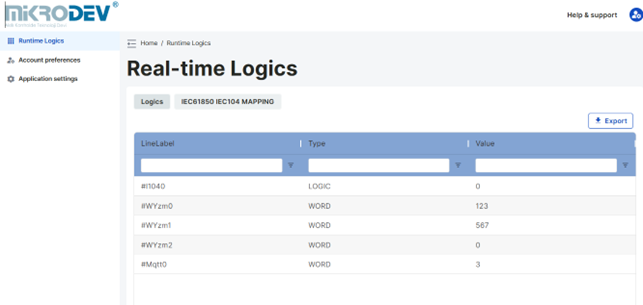 MiKRODEV®
Help & support
Runtime Logics
Account preferences
Application settings
Home / Runtime Logics
Real-time Logics
Logics IEC61850 IEC104 MAPPING
Export
LineLabel Type Value
#I1040 LOGIC 0
#WYzm0 WORD 123
#WYzm1 WORD 567
#WYzm2 WORD 0
#Mqtt0 WORD 3